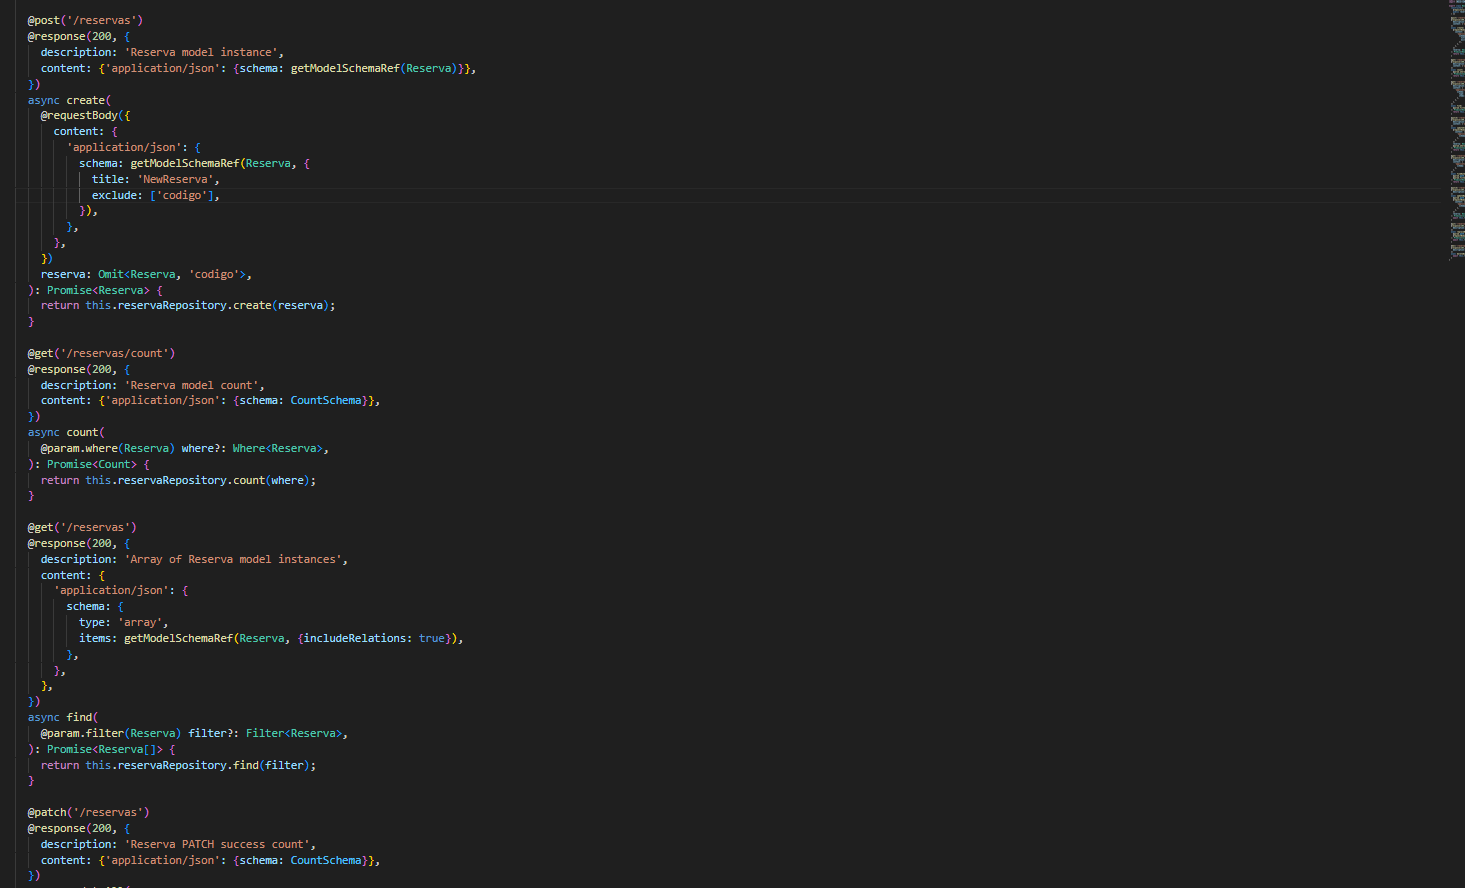 @post('/reservas')
@response(200, {
description: 'Reserva model instance',
content: {'application/json': {schema: getModelSchemaRef(Reserva)}},
})
async create(
@requestBody({
content: {
'application/json': {
schema: getModelSchemaRef(Reserva, {
title: 'NewReserva',
exclude: ['codigo'],
}),
},
},
})
reserva: Omit<Reserva, 'codigo'>,
): Promise<Reserva> {
return this.reservaRepository.create(reserva);
}
@get('/reservas/count')
@response(200, {
description: 'Reserva model count',
content: {'application/json': {schema: CountSchema}},
})
async count(
@param.where(Reserva) where?: Where<Reserva>,
): Promise<Count> {
return this.reservaRepository.count(where);
}
@get('/reservas')
@response(200, {
description: 'Array of Reserva model instances',
content: {
'application/json': {
schema: {
type: 'array',
items: getModelSchemaRef(Reserva, {includeRelations: true}),
},
},
},
})
async find(
@param.filter(Reserva) filter?: Filter<Reserva>,
): Promise<Reserva[]> {
return this.reservaRepository.find(filter);
}
@patch('/reservas')
@response(200, {
description: 'Reserva PATCH success count',
content: {'application/json': {schema: CountSchema}},
})